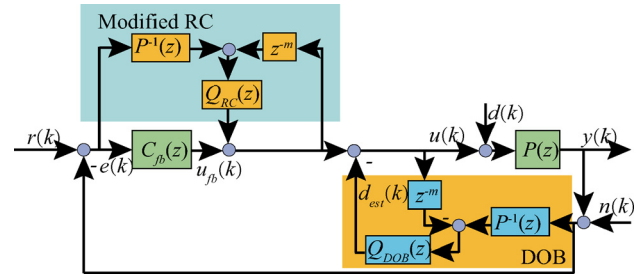 Modified RC
P⁻¹(z)
z⁻ᵐ
Q_RC(z)
r(k)
-
e(k)
C_fb(z)
u_fb(k)
-
u(k)
d(k)
P(z)
y(k)
d_est(k)
z⁻ᵐ
-
P⁻¹(z)
n(k)
Q_DOB(z)
DOB